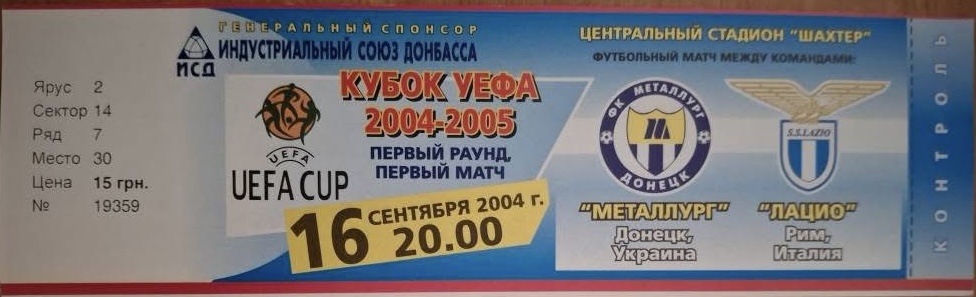 Ярус 2
Сектор 14
Ряд 7
Место 30
Цена 15 грн.
№ 19359
ГЕНЕРАЛЬНЫЙ СПОНСОР
ИНДУСТРИАЛЬНЫЙ СОЮЗ ДОНБАССА
ИСД
КУБОК УЕФА
2004-2005
ПЕРВЫЙ РАУНД,
ПЕРВЫЙ МАТЧ
UEFA
UEFA CUP
16 СЕНТЯБРЯ 2004 г.
20.00
ЦЕНТРАЛЬНЫЙ СТАДИОН "ШАХТЕР"
ФУТБОЛЬНЫЙ МАТЧ МЕЖДУ КОМАНДАМИ:
ФК МЕТАЛЛУРГ
ДОНЕЦК
S.S.LAZIO
"МЕТАЛЛУРГ"
Донецк,
Украина
"ЛАЦИО"
Рим,
Италия
КОНТРОЛЬ